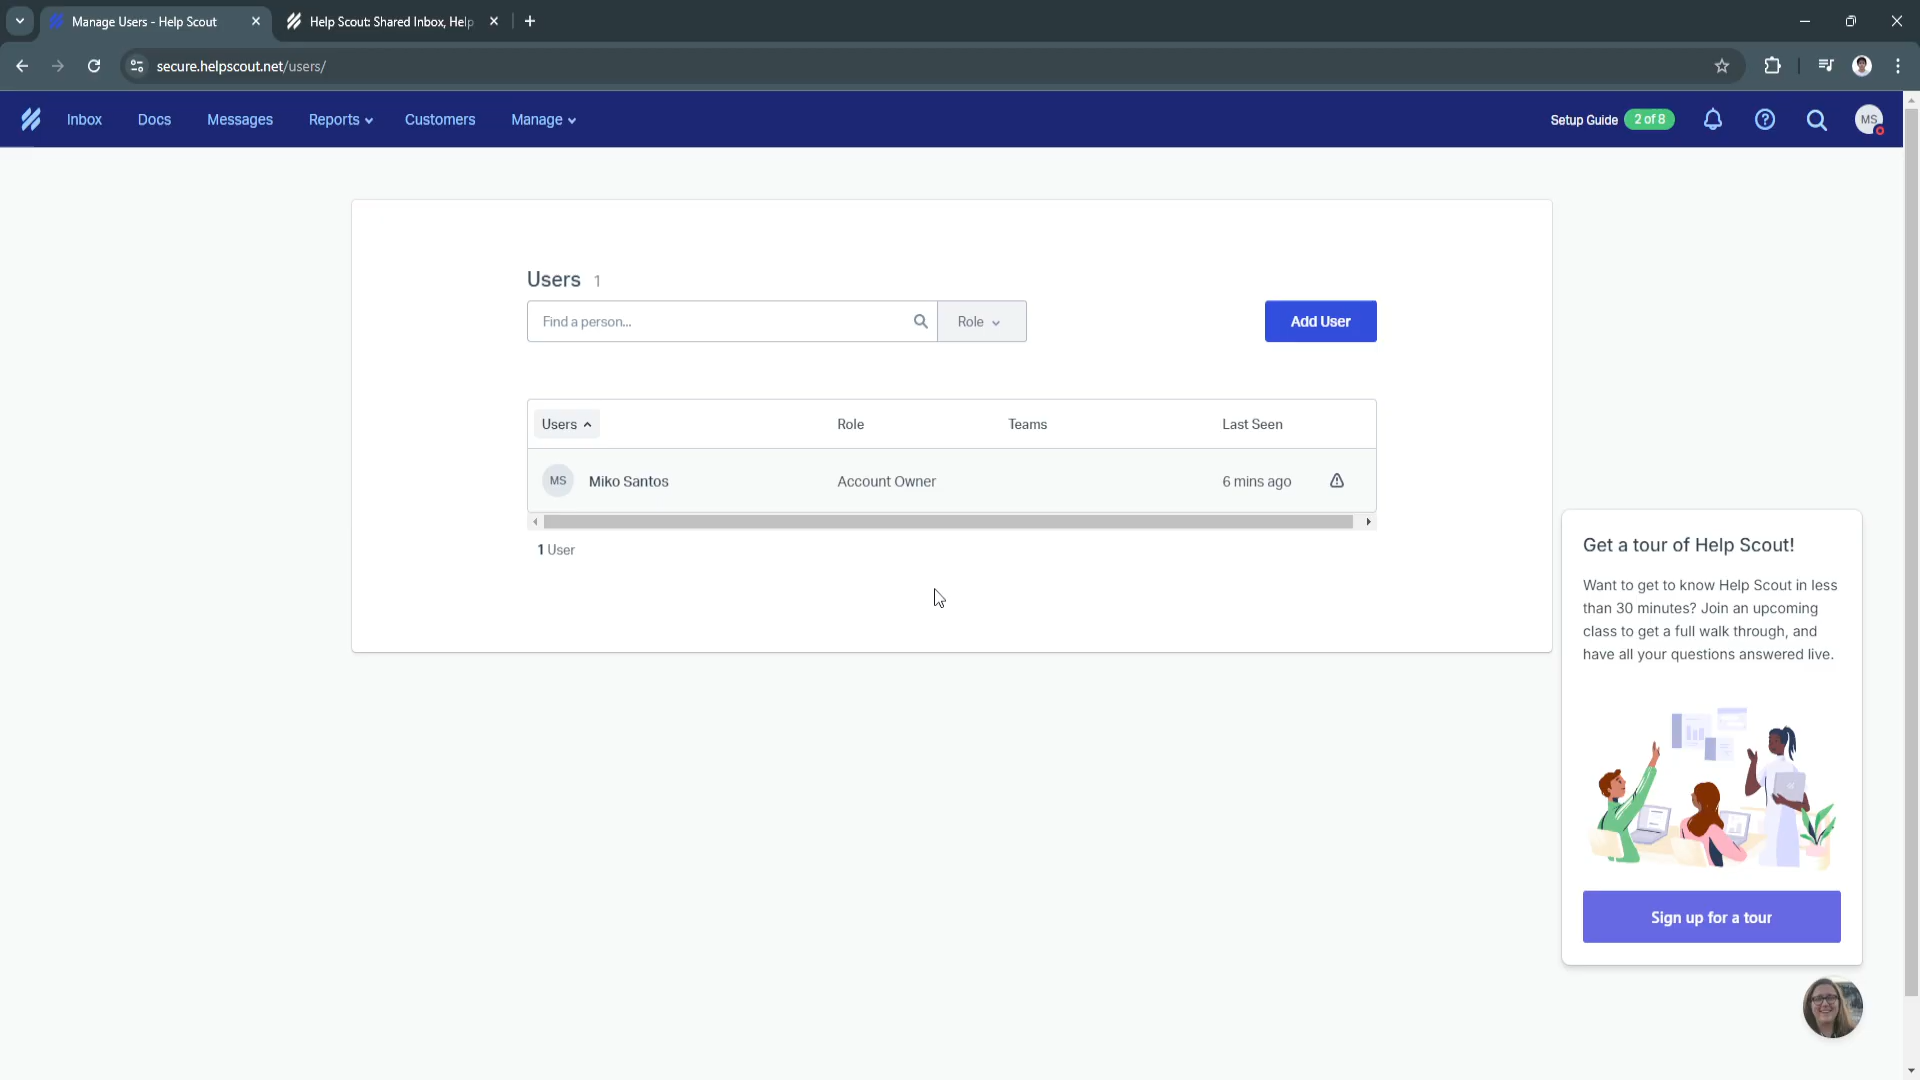 Manage Users - Help Scout
Help Scout: Shared Inbox, Help
secure.helpscout.net/users/
Inbox
Docs
Messages
Reports
Customers
Manage
Setup Guide
2 of 8
MS
Users 1
Find a person...
Role
Add User
Users
Role
Teams
Last Seen
MS
Miko Santos
Account Owner
6 mins ago
1 User
Get a tour of Help Scout!
Want to get to know Help Scout in less
than 30 minutes? Join an upcoming
class to get a full walk through, and
have all your questions answered live.
Sign up for a tour